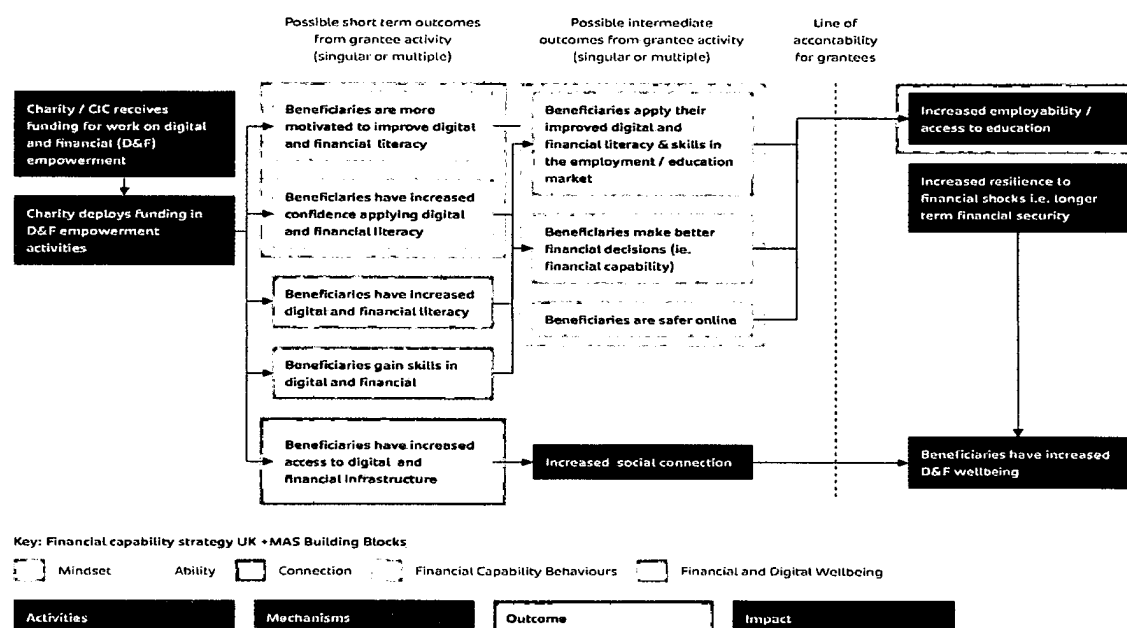 Possible short term outcomes
from grantee activity
(singular or multiple)
Possible intermediate
outcomes from grantee activity
(singular or multiple)
Line of
accontability
for grantees
Charity / CIC receives
funding for work on digital
and financial (D&F)
empowerment
Charity deploys funding in
D&F empowerment
activities
Beneficiaries are more
motivated to improve digital
and financial literacy
Beneficiaries have increased
confidence applying digital
and financial literacy
Beneficiaries have increased
digital and financial literacy
Beneficiaries gain skills in
digital and financial
Beneficiaries have increased
access to digital and
financial infrastructure
Beneficiaries apply their
improved digital and
financial literacy & skills in
the employment / education
market
Beneficiaries make better
financial decisions (ie.
financial capability)
Beneficiaries are safer online
Increased social connection
Increased employability /
access to education
Increased resilience to
financial shocks i.e. longer
term financial security
Beneficiaries have increased
D&F wellbeing
Key: Financial capability strategy UK +MAS Building Blocks
Mindset Ability Connection Financial Capability Behaviours Financial and Digital Wellbeing
Activities Mechanisms Outcome Impact